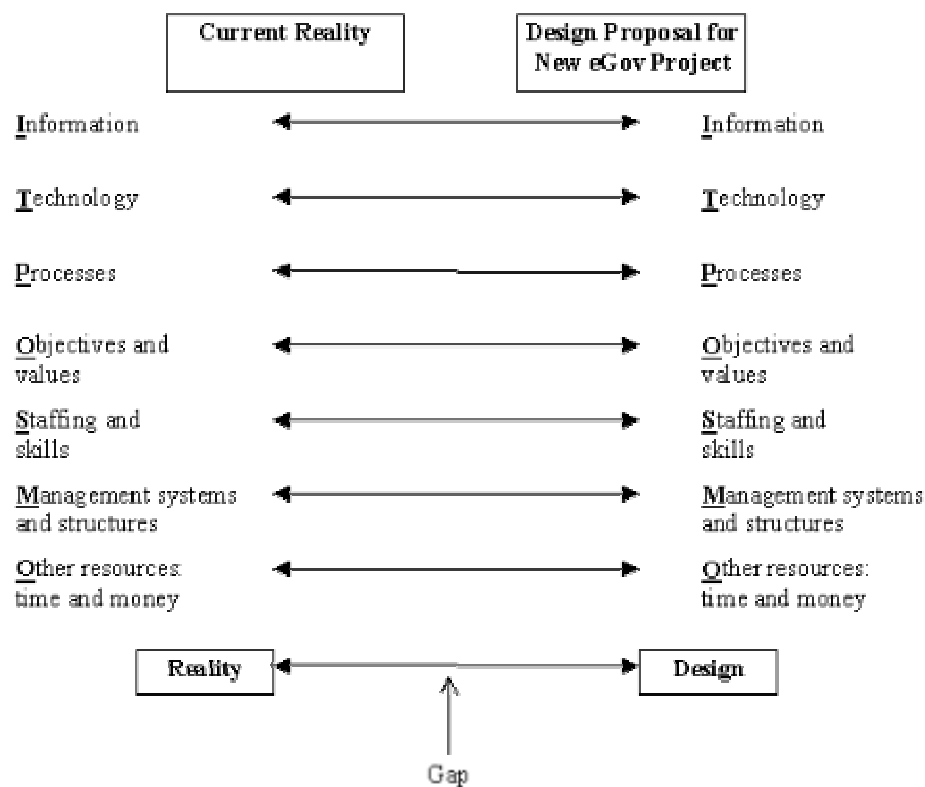 Current Reality
Design Proposal for
New eGov Project
Information
Information
Technology
Technology
Processes
Processes
Objectives and
values
Objectives and
values
Staffing and
skills
Staffing and
skills
Management systems
and structures
Management systems
and structures
Other resources:
time and money
Other resources:
time and money
Reality
Design
Gap